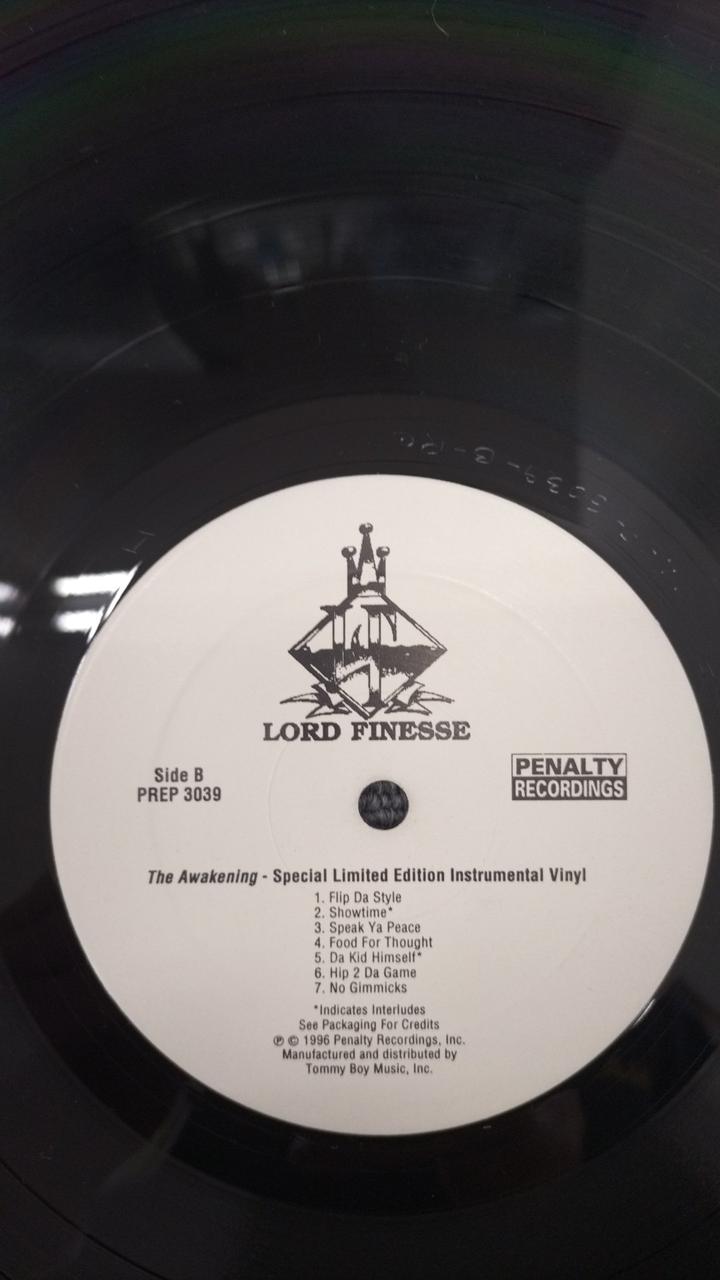 LF
LORD FINESSE
Side B
PREP 3039
PENALTY
RECORDINGS
The Awakening - Special Limited Edition Instrumental Vinyl
1. Flip Da Style
2. Showtime*
3. Speak Ya Peace
4. Food For Thought
5. Da Kid Himself*
6. Hip 2 Da Game
7. No Gimmicks
*Indicates Interludes
See Packaging For Credits
℗ © 1996 Penalty Recordings, Inc.
Manufactured and distributed by
Tommy Boy Music, Inc.